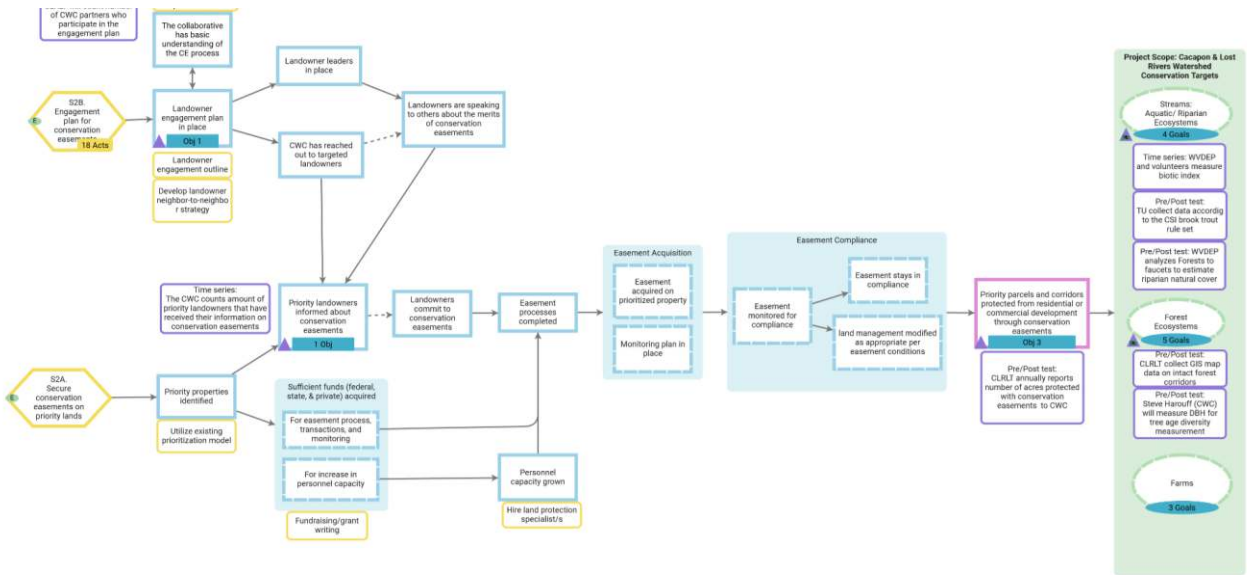 of CWC partners who
participate in the
engagement plan
The collaborative
has basic
understanding of
the CE process
S2B.
Engagement
plan for
conservation
easements
18 Acts
Landowner
engagement plan
in place
Obj 1
Landowner
engagement outline
Develop landowner
neighbor-to-neighbo
r strategy
Landowner leaders
in place
CWC has reached
out to targeted
landowners
Landowners are speaking
to others about the merits
of conservation
easements
Time series:
The CWC counts amount of
priority landowners that have
received their information on
conservation easements
Priority landowners
informed about
conservation
easements
1 Obj
Landowners
commit to
conservation
easements
Easement
processes
completed
S2A.
Secure
conservation
easements on
priority lands
Priority properties
identified
Utilize existing
prioritization model
Sufficient funds (federal,
state, & private) acquired
For easement process,
transactions, and
monitoring
For increase in
personnel capacity
Fundraising/grant
writing
Personnel
capacity grown
Hire land protection
specialist/s
Easement Acquisition
Easement
acquired on
prioritized property
Monitoring plan in
place
Easement Compliance
Easement
monitored for
compliance
Easement stays in
compliance
land management modified
as appropriate per
easement conditions
Priority parcels and corridors
protected from residential or
commercial development
through conservation
easements
Obj 3
Pre/Post test:
CLRLT annually reports
number of acres protected
with conservation
easements to CWC
Project Scope: Cacapon & Lost
Rivers Watershed
Conservation Targets
Streams:
Aquatic/ Riparian
Ecosystems
4 Goals
Time series: WVDEP
and volunteers measure
biotic index
Pre/Post test:
TU collect data accordig
to the CSI brook trout
rule set
Pre/Post test: WVDEP
analyzes Forests to
faucets to estimate
riparian natural cover
Forest
Ecosystems
5 Goals
Pre/Post test:
CLRLT collect GIS map
data on intact forest
corridors
Pre/Post test:
Steve Harouff (CWC)
will measure DBH for
tree age diversity
measurement
Farms
3 Goals